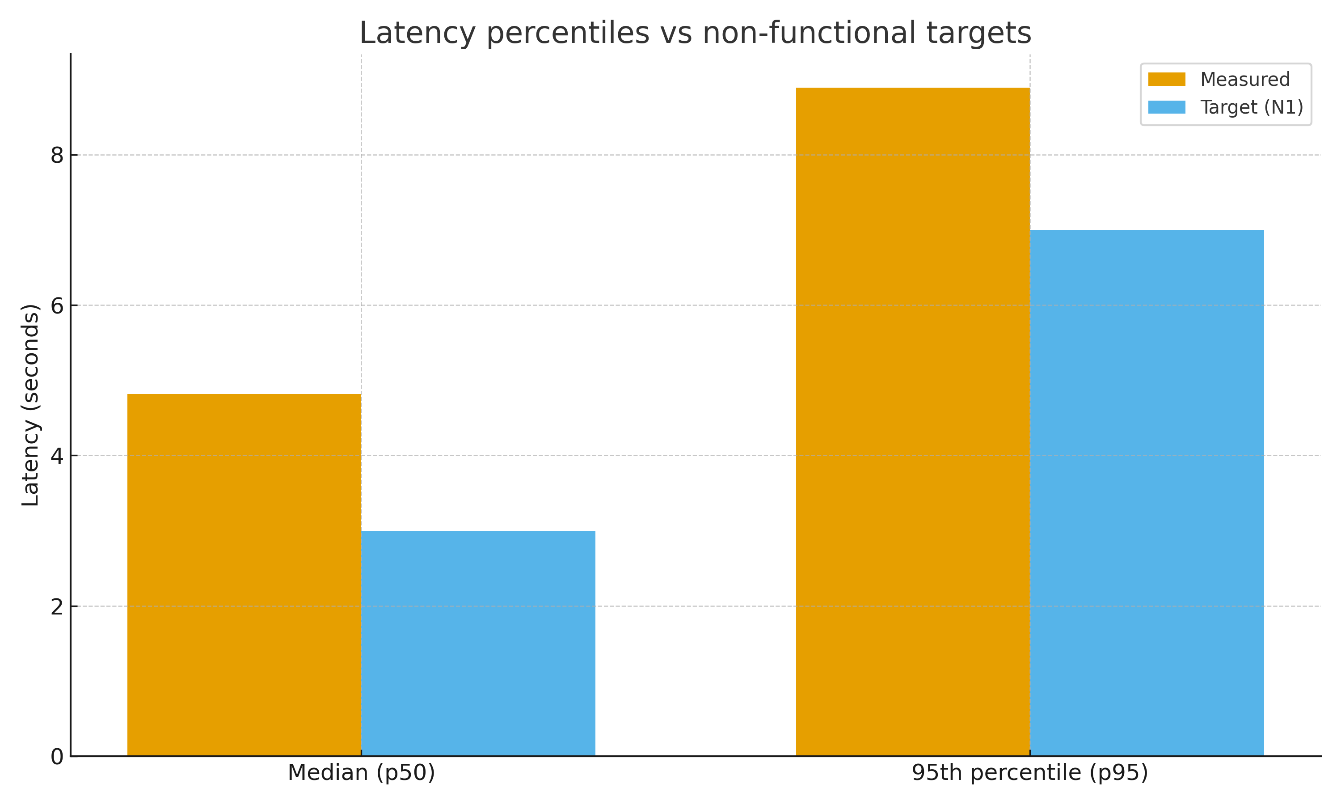 Latency percentiles vs non-functional targets
Measured
Target (N1)
Latency (seconds)
8
6
4
2
0
Median (p50)
95th percentile (p95)